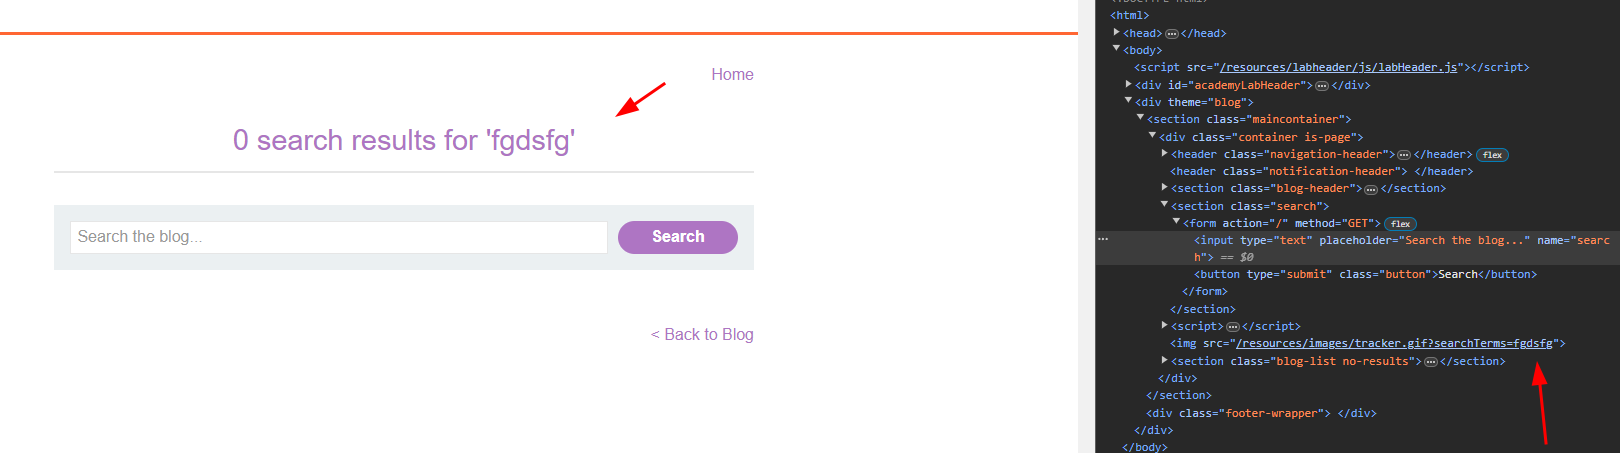 Home
0 search results for 'fgdsfg'
Search the blog...
Search
< Back to Blog
<html>
<head> ••• </head>
<body>
<script src="/resources/labheader/js/labHeader.js"></script>
<div id="academyLabHeader"> ••• </div>
<div theme="blog">
<section class="maincontainer">
<div class="container is-page">
<header class="navigation-header"> ••• </header> flex
<header class="notification-header"> </header>
<section class="blog-header"> ••• </section>
<section class="search">
<form action="/" method="GET"> flex
••• <input type="text" placeholder="Search the blog..." name="searc
h"> == $0
<button type="submit" class="button">Search</button>
</form>
</section>
<script> ••• </script>
<img src="/resources/images/tracker.gif?searchTerms=fgdsfg">
<section class="blog-list no-results"> ••• </section>
</div>
</section>
<div class="footer-wrapper"> </div>
</div>
</body>